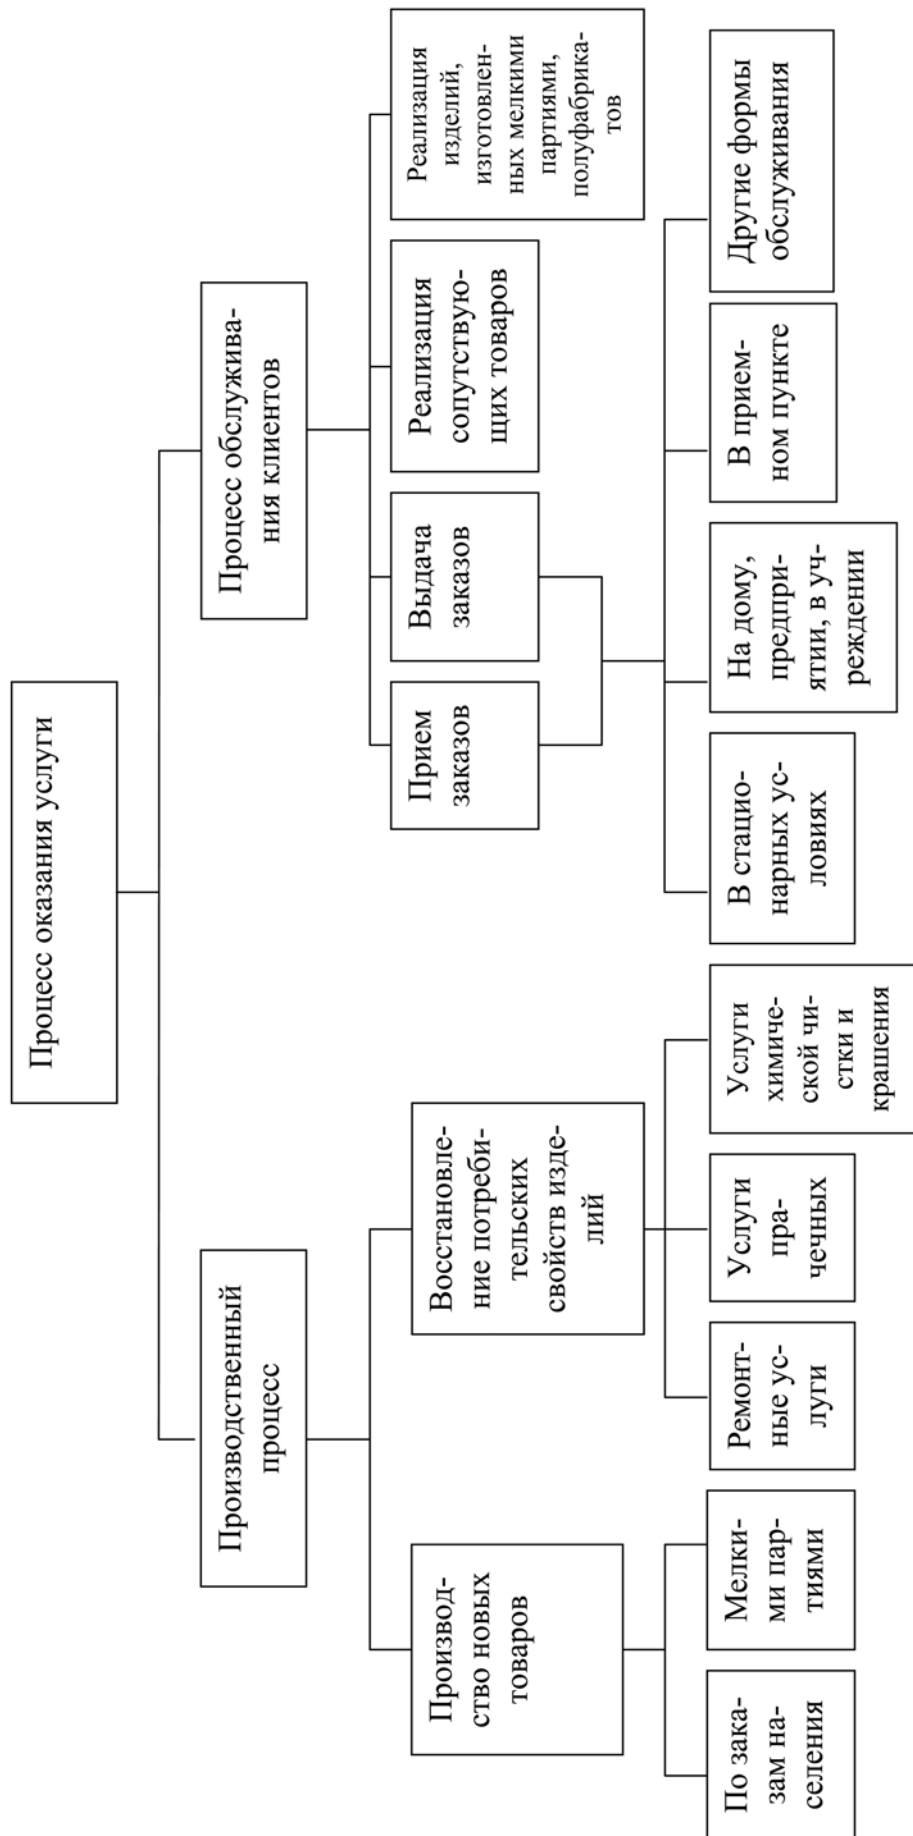 Процесс оказания услуги
Производственный
процесс
Процесс обслужива-
ния клиентов
Производ-
ство новых
товаров
Восстановле-
ние потреби-
тельских
свойств изде-
лий
Прием
заказов
Выдача
заказов
Реализация
сопутствую-
щих товаров
Реализация
изделий,
изготовлен-
ных мелкими
партиями,
полуфабрика-
тов
По зака-
зам на-
селения
Мелки-
ми пар-
тиями
Ремонт-
ные ус-
луги
Услуги
пра-
чечных
Услуги
химиче-
ской чи-
стки и
крашения
В стацио-
нарных ус-
ловиях
На дому,
предпри-
ятии, в уч-
реждении
В прием-
ном пункте
Другие формы
обслуживания